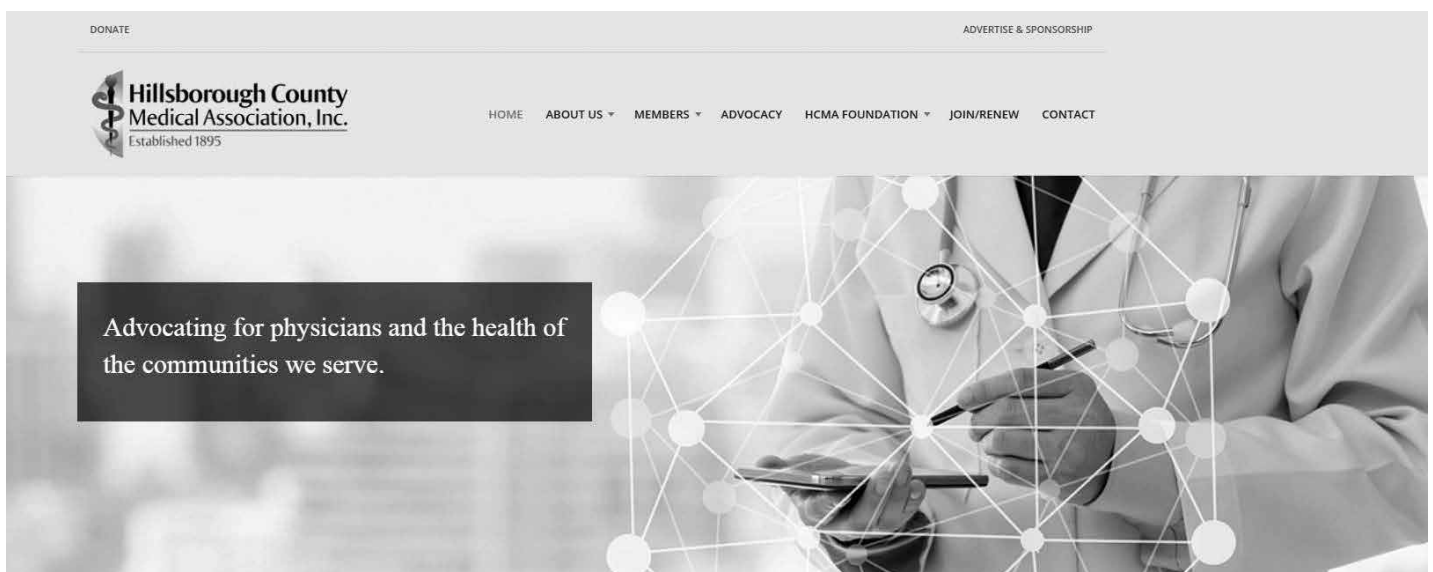 DONATE
ADVERTISE & SPONSORSHIP
Hillsborough County
Medical Association, Inc.
Established 1895
HOME ABOUT US MEMBERS ADVOCACY HCMA FOUNDATION JOIN/RENEW CONTACT
Advocating for physicians and the health of
the communities we serve.